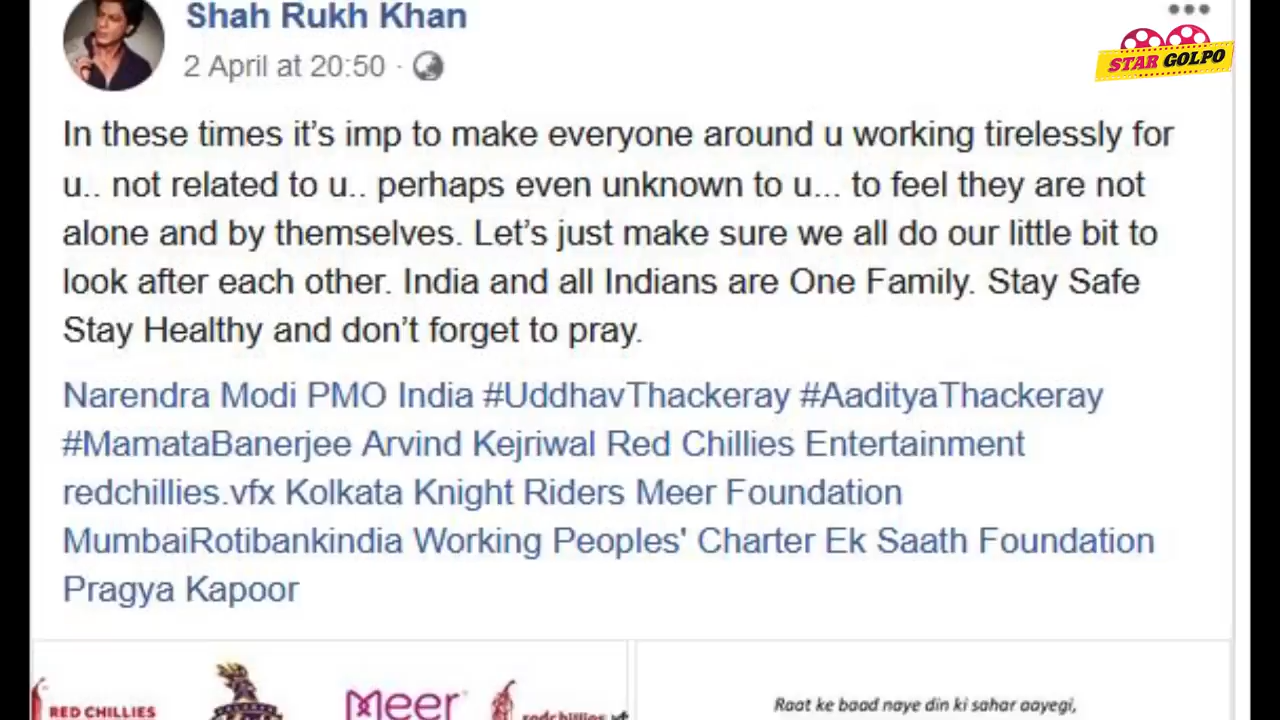 Shah Rukh Khan
2 April at 20:50 ·
STAR GOLPO
In these times it’s imp to make everyone around u working tirelessly for
u.. not related to u.. perhaps even unknown to u... to feel they are not
alone and by themselves. Let’s just make sure we all do our little bit to
look after each other. India and all Indians are One Family. Stay Safe
Stay Healthy and don’t forget to pray.
Narendra Modi PMO India #UddhavThackeray #AadityaThackeray
#MamataBanerjee Arvind Kejriwal Red Chillies Entertainment
redchillies.vfx Kolkata Knight Riders Meer Foundation
MumbaiRotibankindia Working Peoples' Charter Ek Saath Foundation
Pragya Kapoor
RED CHILLIES
Meer
Raat ke baad naye din ki sahar aayegi,